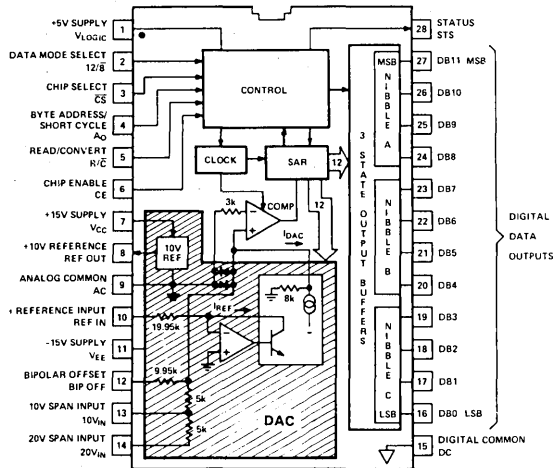 +5V SUPPLY
VLOGIC
1
DATA MODE SELECT
12/8̅
2
CHIP SELECT
C̅S̅
3
BYTE ADDRESS/
SHORT CYCLE
AO
4
READ/CONVERT
R/C̅
5
CHIP ENABLE
CE
6
+15V SUPPLY
VCC
7
+10V REFERENCE
REF OUT
8
ANALOG COMMON
AC
9
+ REFERENCE INPUT
REF IN
10
-15V SUPPLY
VEE
11
BIPOLAR OFFSET
BIP OFF
12
10V SPAN INPUT
10VIN
13
20V SPAN INPUT
20VIN
14
CONTROL
CLOCK
SAR
12
3k
COMP
12
IDAC
10V
REF
IREF
8k
19.95k
9.95k
5k
5k
DAC
-
+
-
+
-
3 STATE OUTPUT BUFFERS
MSB
NIBBLE A
NIBBLE B
NIBBLE C
LSB
28
STATUS
STS
27
DB11 MSB
26
DB10
25
DB9
24
DB8
23
DB7
22
DB6
21
DB5
20
DB4
19
DB3
18
DB2
17
DB1
16
DB0 LSB
15
DIGITAL COMMON
DC
DIGITAL
DATA
OUTPUTS